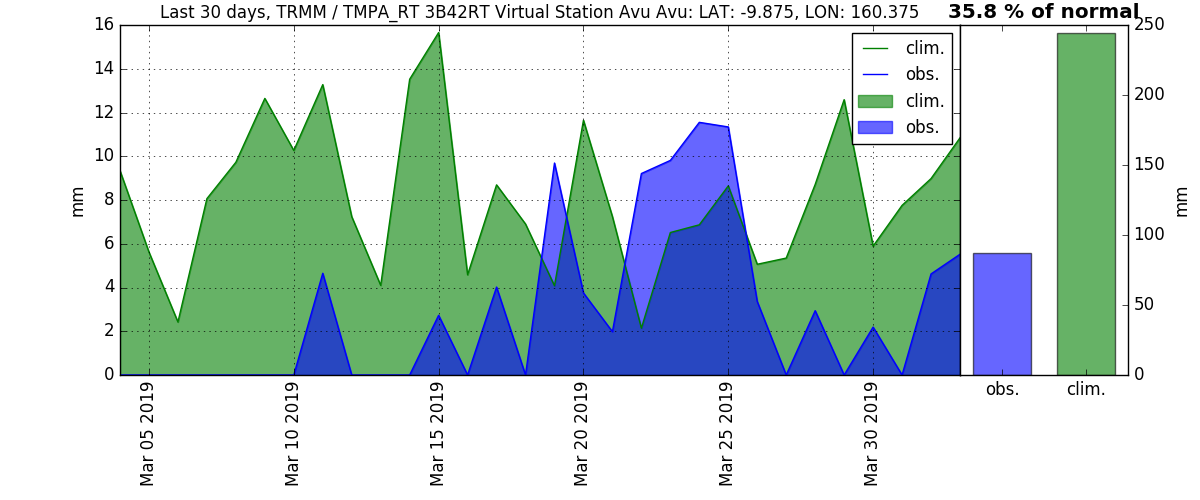 Last 30 days, TRMM / TMPA_RT 3B42RT Virtual Station Avu Avu: LAT: -9.875, LON: 160.375
35.8 % of normal
16
14
12
10
8
6
4
2
0
mm
clim.
obs.
clim.
obs.
250
200
150
100
50
0
mm
Mar 05 2019
Mar 10 2019
Mar 15 2019
Mar 20 2019
Mar 25 2019
Mar 30 2019
obs.
clim.